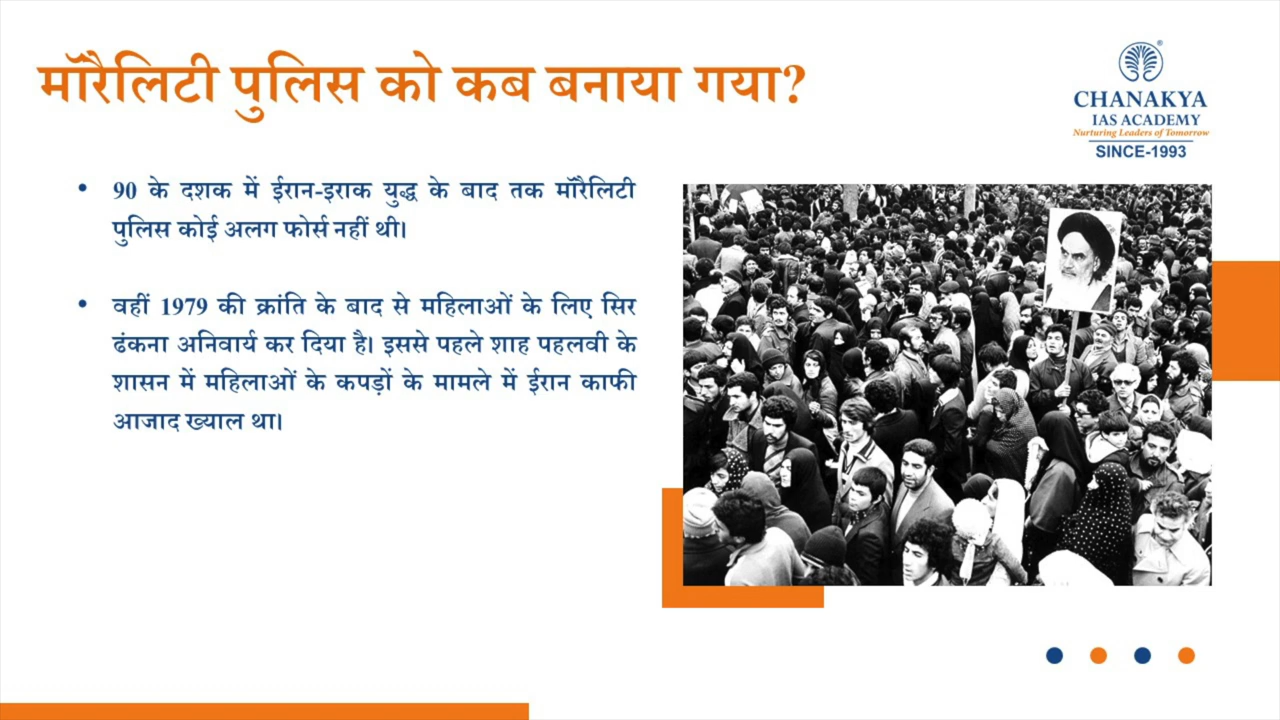 मॉरैलिटी पुलिस को कब बनाया गया?
CHANAKYA
IAS ACADEMY
Nurturing Leaders of Tomorrow
SINCE-1993
• 90 के दशक में ईरान-इराक युद्ध के बाद तक मॉरैलिटी
पुलिस कोई अलग फोर्स नहीं थी।
• वहीं 1979 की क्रांति के बाद से महिलाओं के लिए सिर
ढंकना अनिवार्य कर दिया है। इससे पहले शाह पहलवी के
शासन में महिलाओं के कपड़ों के मामले में ईरान काफी
आजाद ख्याल था।